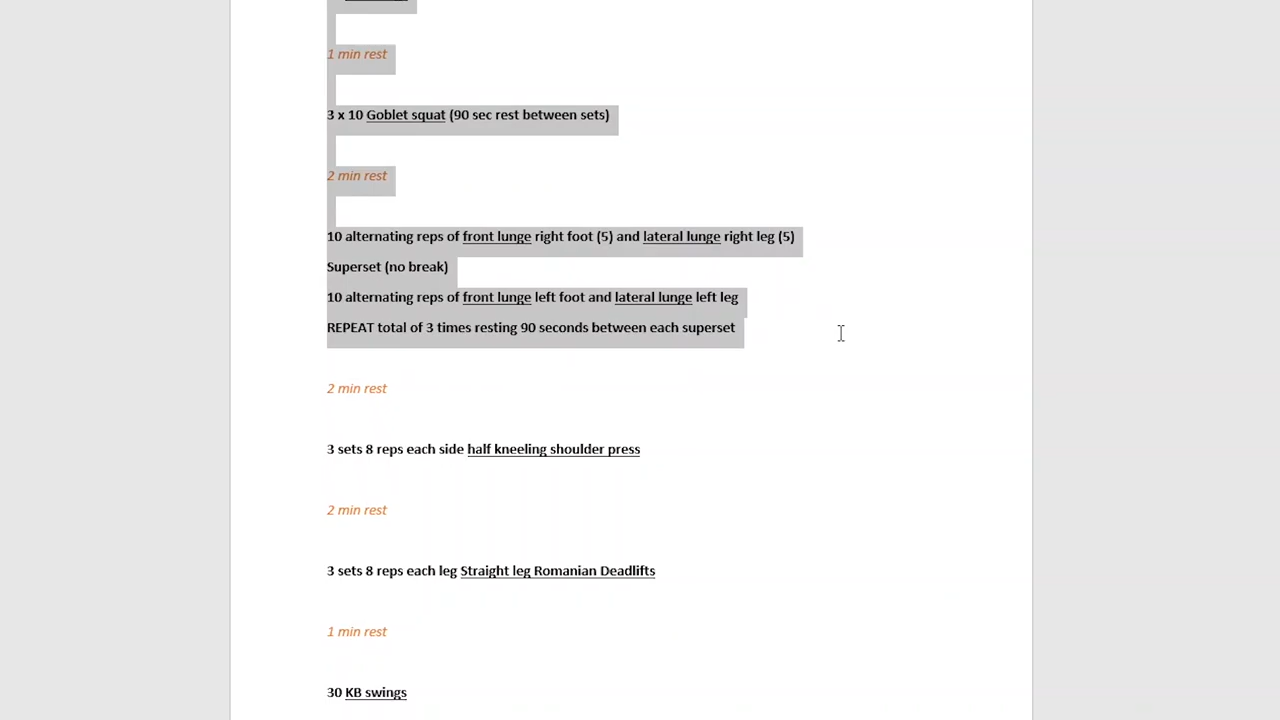 1 min rest
3 x 10 Goblet squat (90 sec rest between sets)
2 min rest
10 alternating reps of front lunge right foot (5) and lateral lunge right leg (5)
Superset (no break)
10 alternating reps of front lunge left foot and lateral lunge left leg
REPEAT total of 3 times resting 90 seconds between each superset
2 min rest
3 sets 8 reps each side half kneeling shoulder press
2 min rest
3 sets 8 reps each leg Straight leg Romanian Deadlifts
1 min rest
30 KB swings